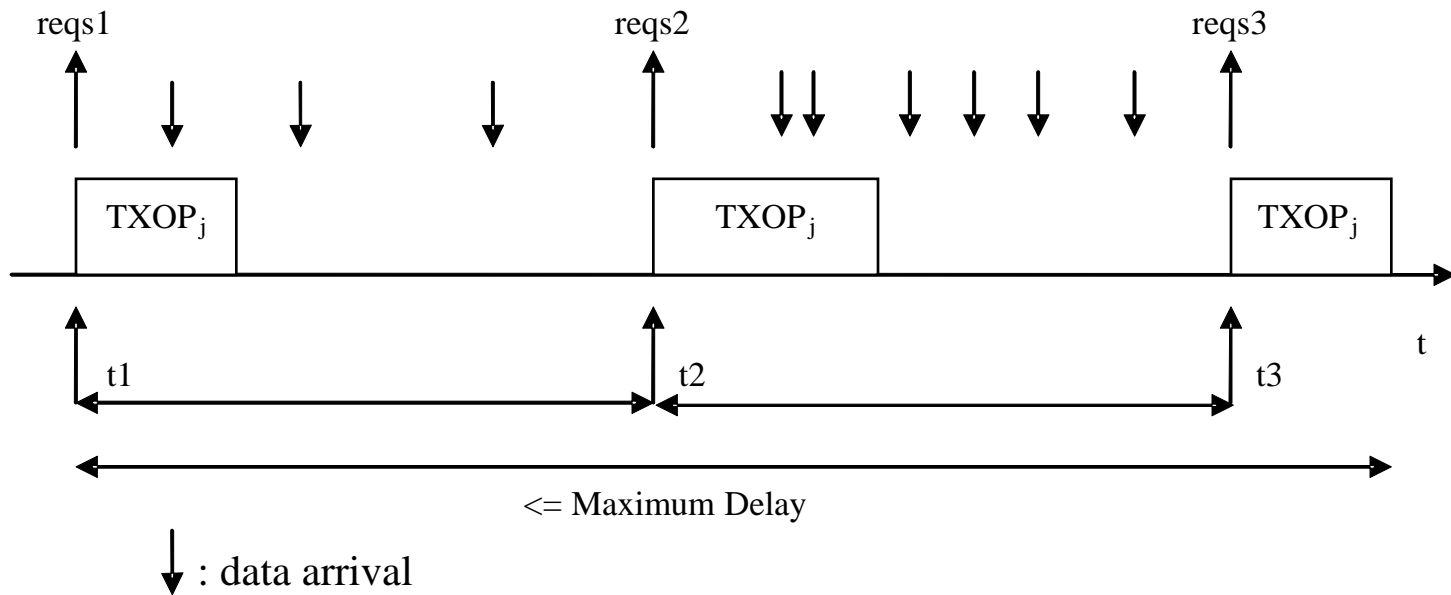 reqs1 reqs2 reqs3
TXOPj TXOPj TXOPj
t
t1 t2 t3
<= Maximum Delay
: data arrival